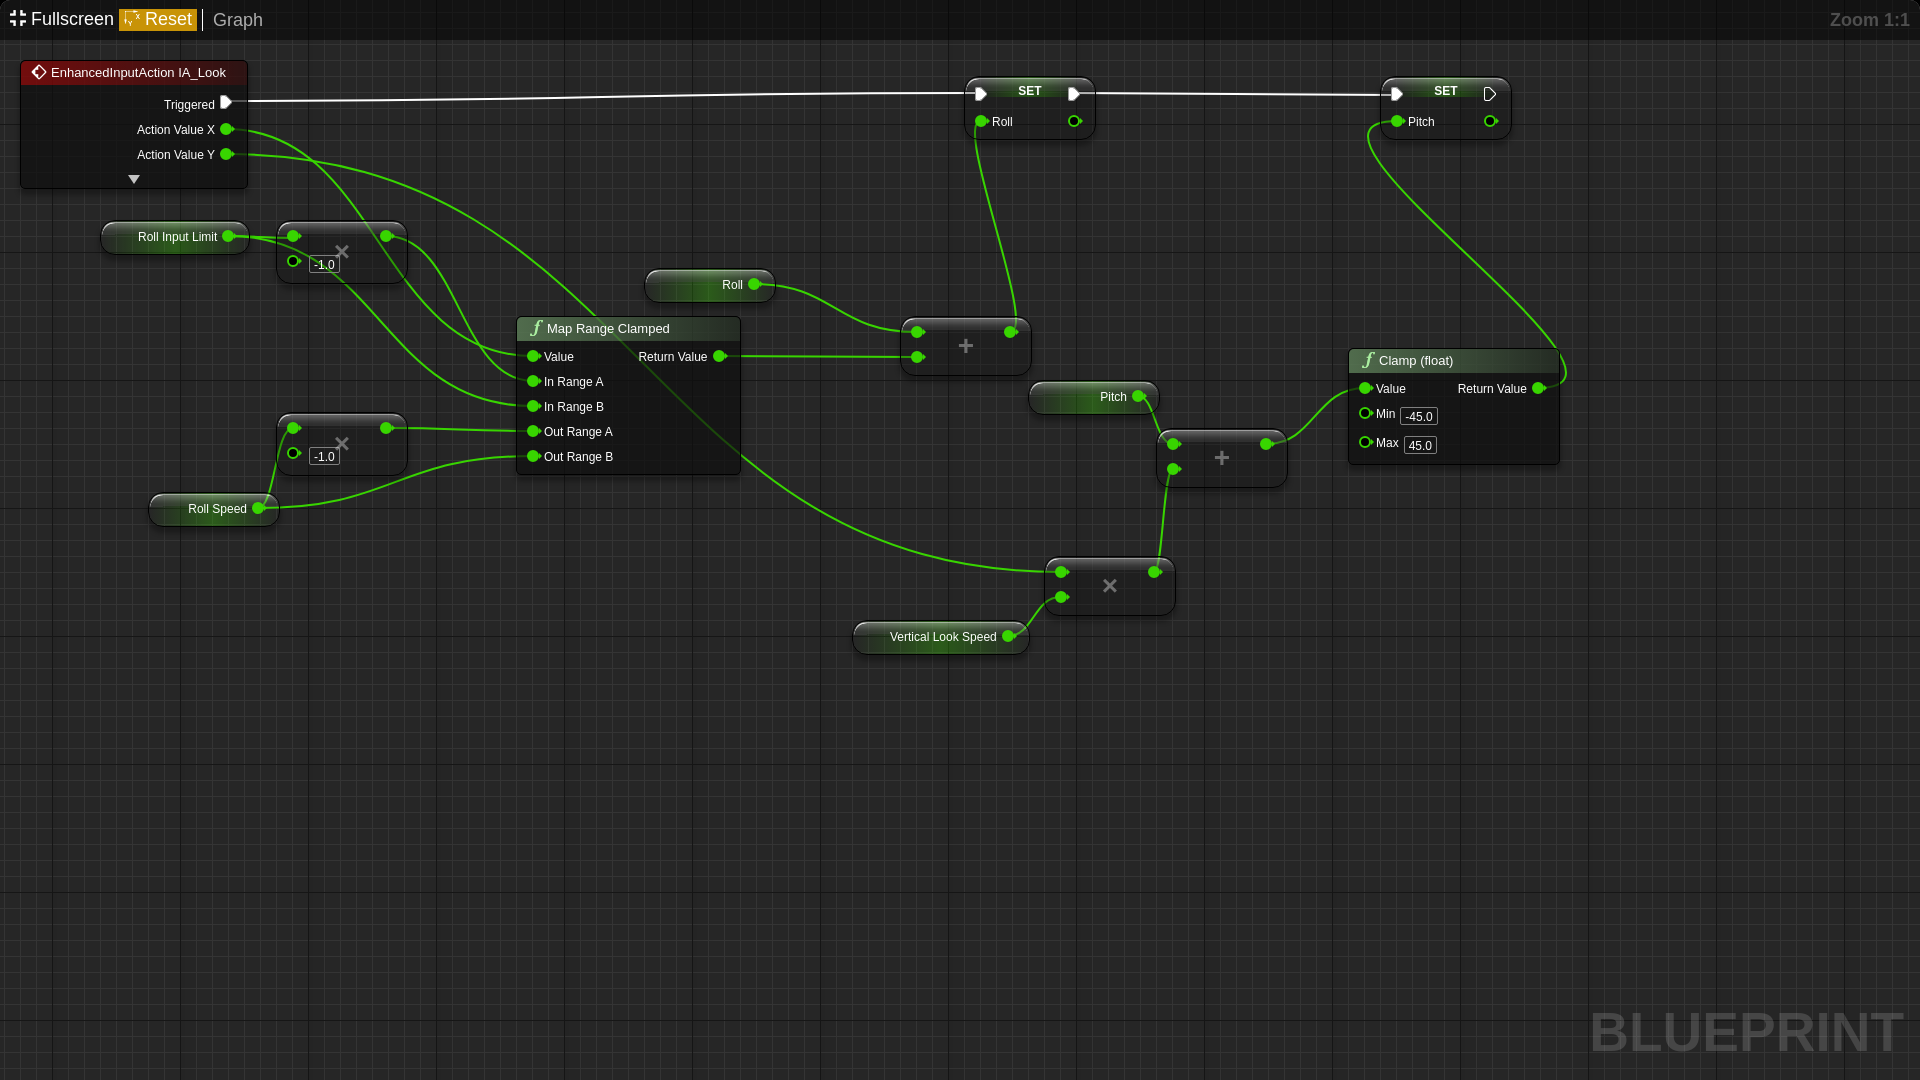 Fullscreen Reset Graph Zoom 1:1
EnhancedInputAction IA_Look
Triggered
Action Value X
Action Value Y
SET
Roll
SET
Pitch
Roll Input Limit
×
-1.0
Roll
Map Range Clamped
Value Return Value
In Range A
In Range B
Out Range A
Out Range B
+
×
-1.0
Roll Speed
Pitch
+
Clamp (float)
Value Return Value
Min -45.0
Max 45.0
×
Vertical Look Speed
BLUEPRINT